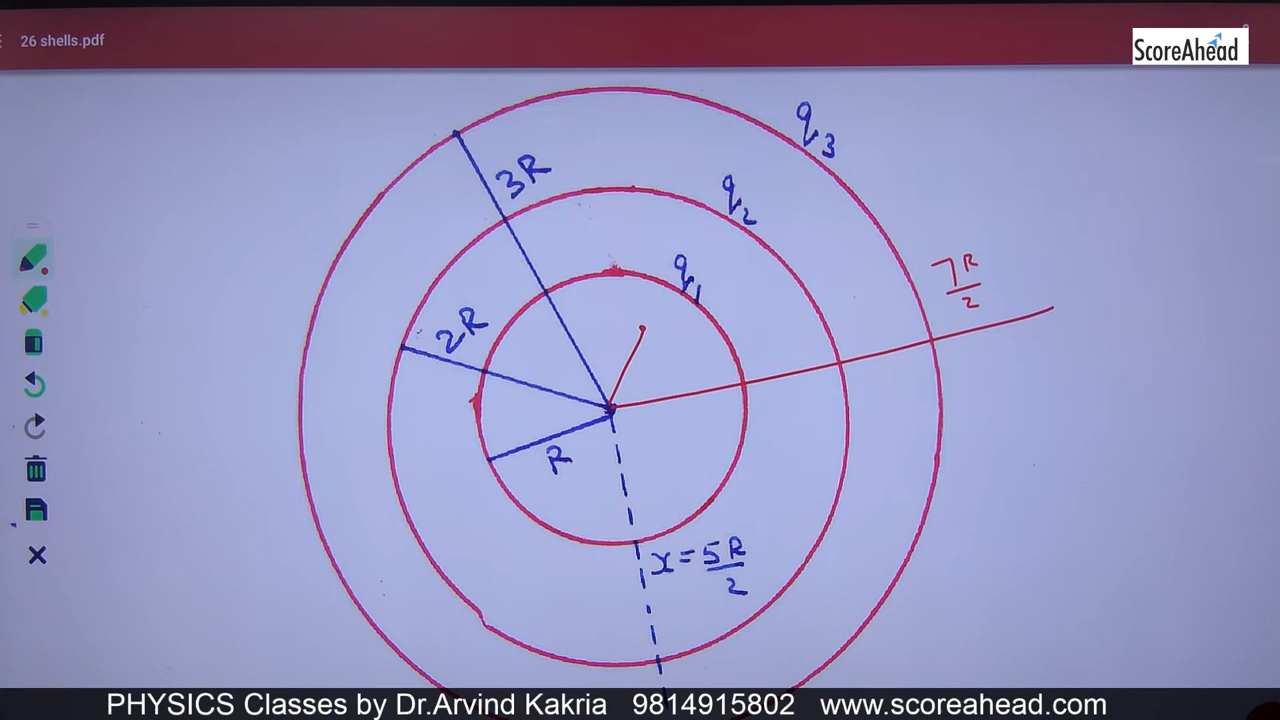 26 shells.pdf
ScoreAhead
q3
3R
q2
q1
7R/2
2R
R
x = 5R/2
PHYSICS Classes by Dr.Arvind Kakria 9814915802 www.scoreahead.com